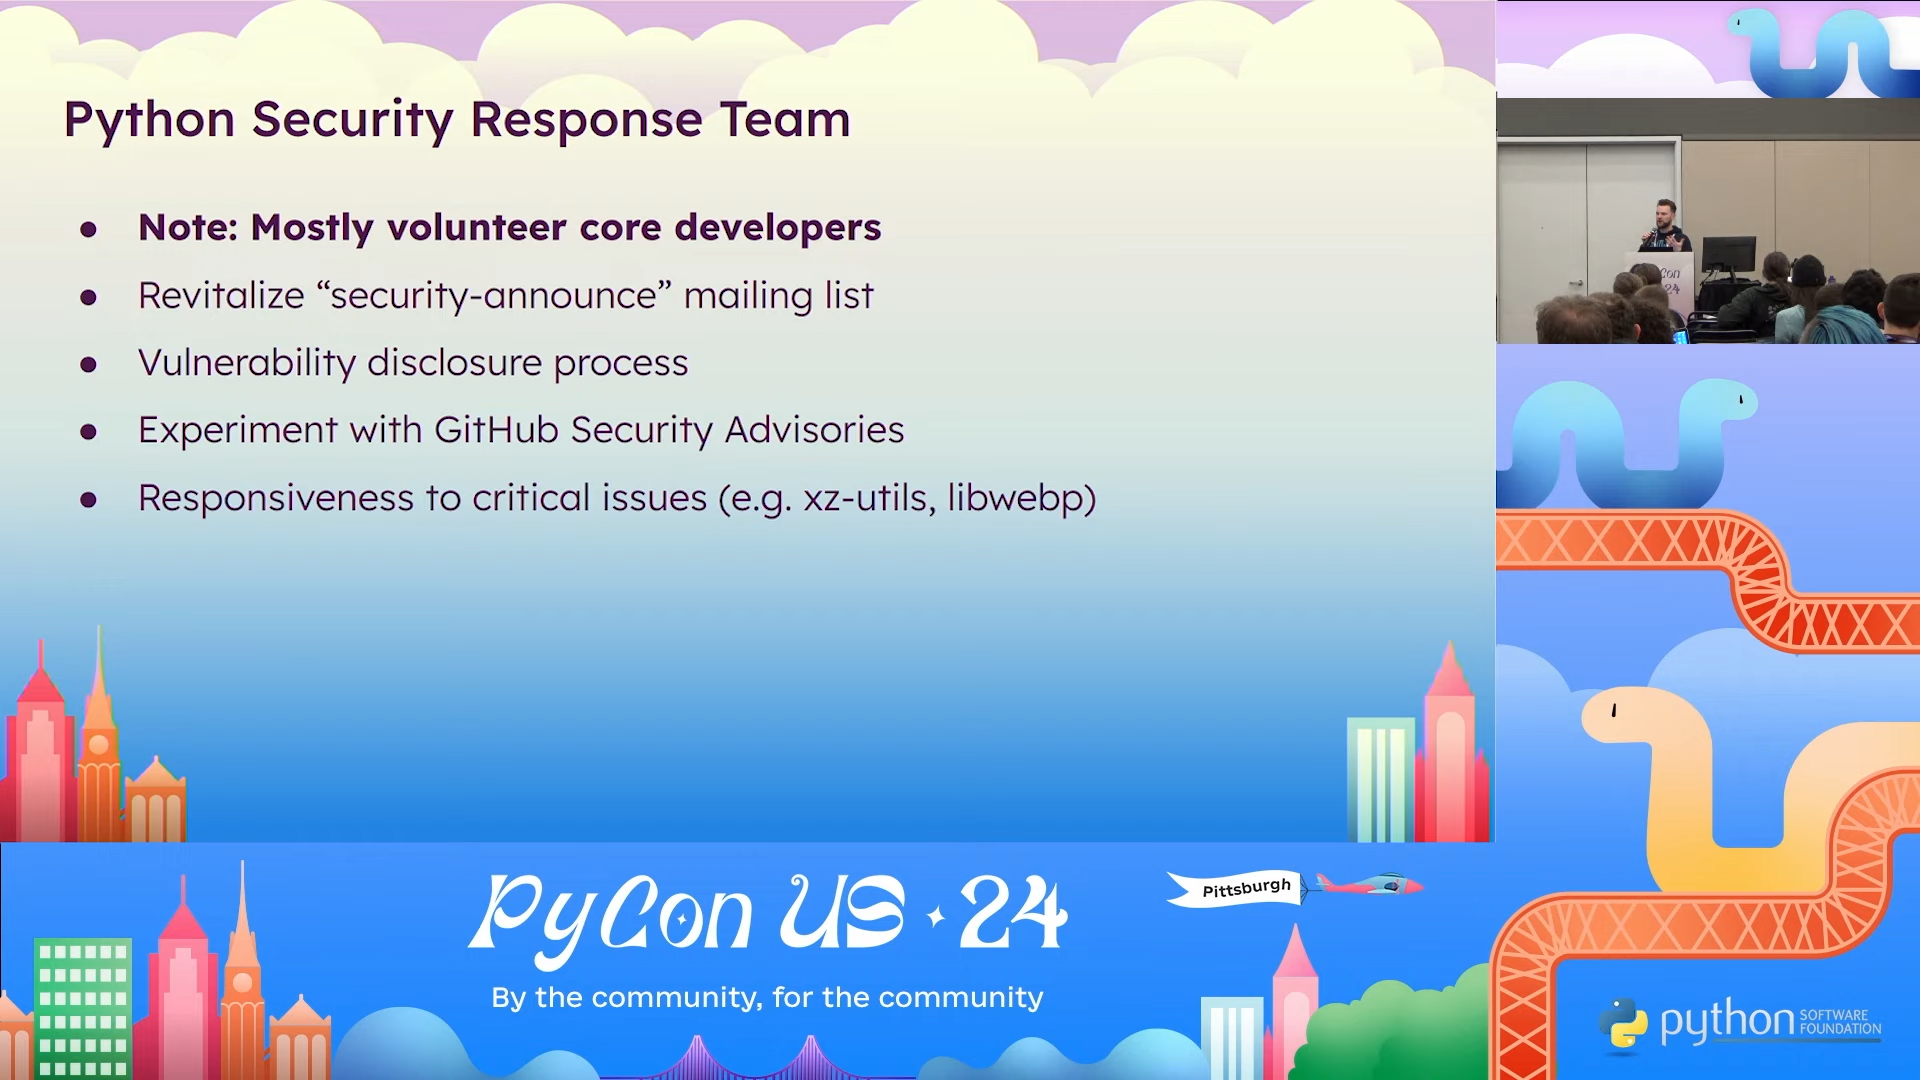 Python Security Response Team
● Note: Mostly volunteer core developers
● Revitalize “security-announce” mailing list
● Vulnerability disclosure process
● Experiment with GitHub Security Advisories
● Responsiveness to critical issues (e.g. xz-utils, libwebp)
Con
24
PyCon US 24
Pittsburgh
By the community, for the community
python SOFTWARE
FOUNDATION